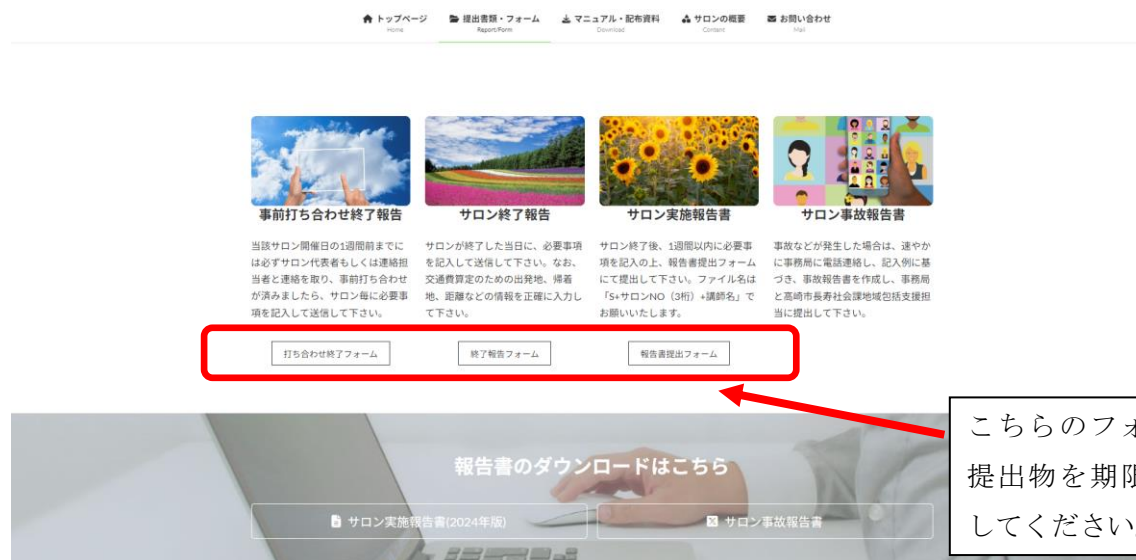 トップページ
Home
提出書類・フォーム
Report/Form
マニュアル・配布資料
Download
サロンの概要
Content
お問い合わせ
Mail
事前打ち合わせ終了報告
当該サロン開催日の1週間前までに
は必ずサロン代表者もしくは連絡担
当者と連絡を取り、事前打ち合わせ
が済みましたら、サロン毎に必要事
項を記入して送信して下さい。
打ち合わせ終了フォーム
サロン終了報告
サロンが終了した当日に、必要事項
を記入して送信して下さい。なお、
交通費算定のための出発地、帰着
地、距離などの情報を正確に入力し
て下さい。
終了報告フォーム
サロン実施報告書
サロン終了後、1週間以内に必要事
項を記入の上、報告書提出フォーム
にて提出して下さい。ファイル名は
「S+サロンNO（3桁）+講師名」で
お願いいたします。
報告書提出フォーム
サロン事故報告書
事故などが発生した場合は、速やか
に事務局に電話連絡し、記入例に基
づき、事故報告書を作成し、事務局
と高崎市長寿社会課地域包括支援担
当に提出して下さい。
こちらのフォ
提出物を期限
してください。
報告書のダウンロードはこちら
サロン実施報告書(2024年版)
サロン事故報告書